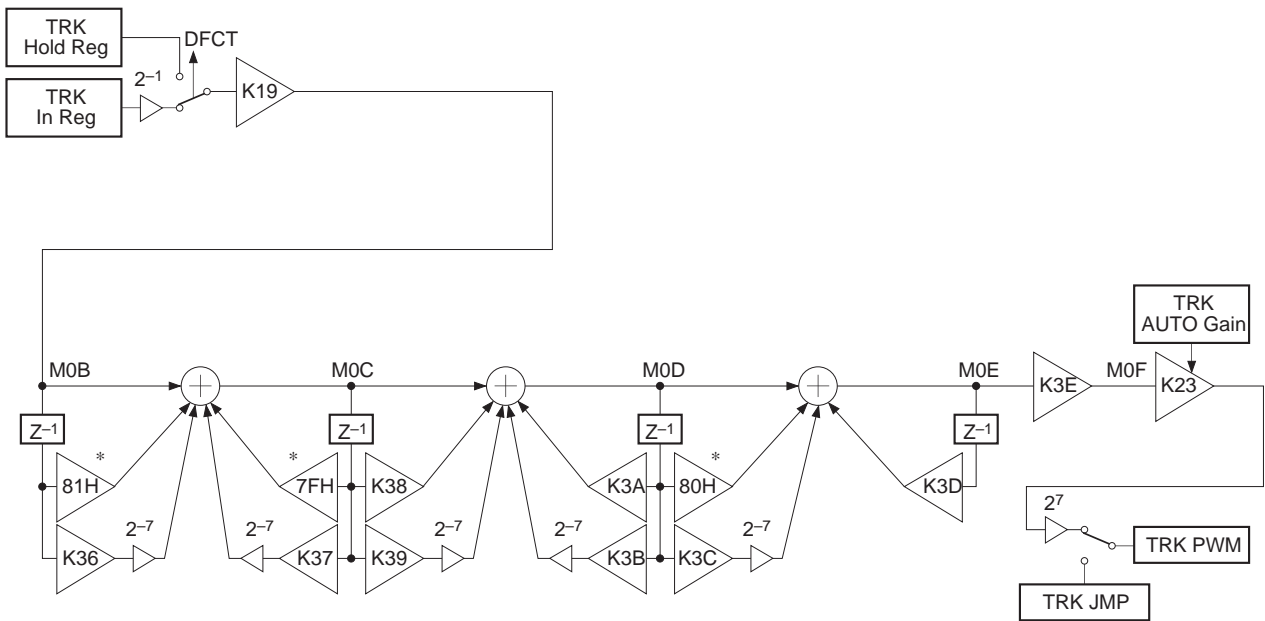 TRK
Hold Reg
DFCT
2–1
TRK
In Reg
K19
TRK
AUTO Gain
M0B
M0C
M0D
M0E
K3E
M0F
K23
Z–1
Z–1
Z–1
Z–1
81H
*
*
7FH
K38
K3A
80H
*
K3D
K36
2–7
2–7
K37
K39
2–7
2–7
K3B
K3C
2–7
27
TRK PWM
TRK JMP